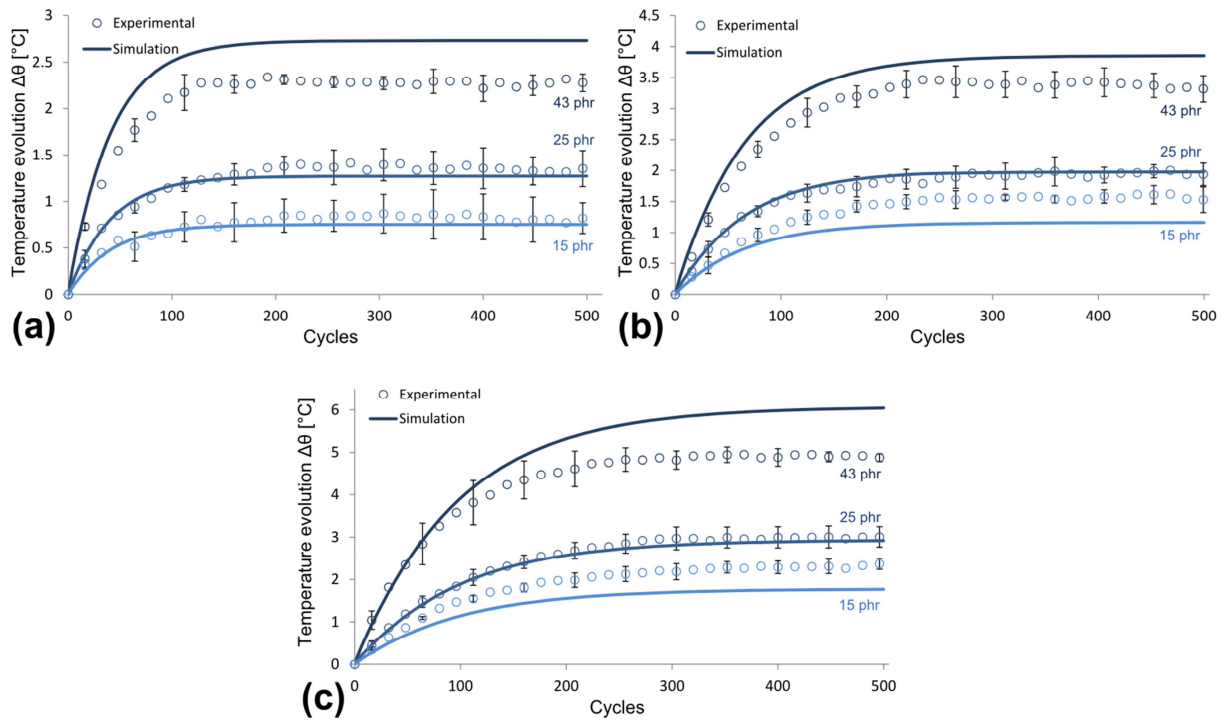 Temperature evolution Δθ [°C]
3
2.5
2
1.5
1
0.5
0
Experimental
Simulation
43 phr
25 phr
15 phr
0
100
200
300
400
500
Cycles
(a)
Temperature evolution Δθ [°C]
4.5
4
3.5
3
2.5
2
1.5
1
0.5
0
Experimental
Simulation
43 phr
25 phr
15 phr
0
100
200
300
400
500
Cycles
(b)
Temperature evolution Δθ [°C]
6
5
4
3
2
1
0
Experimental
Simulation
43 phr
25 phr
15 phr
0
100
200
300
400
500
Cycles
(c)